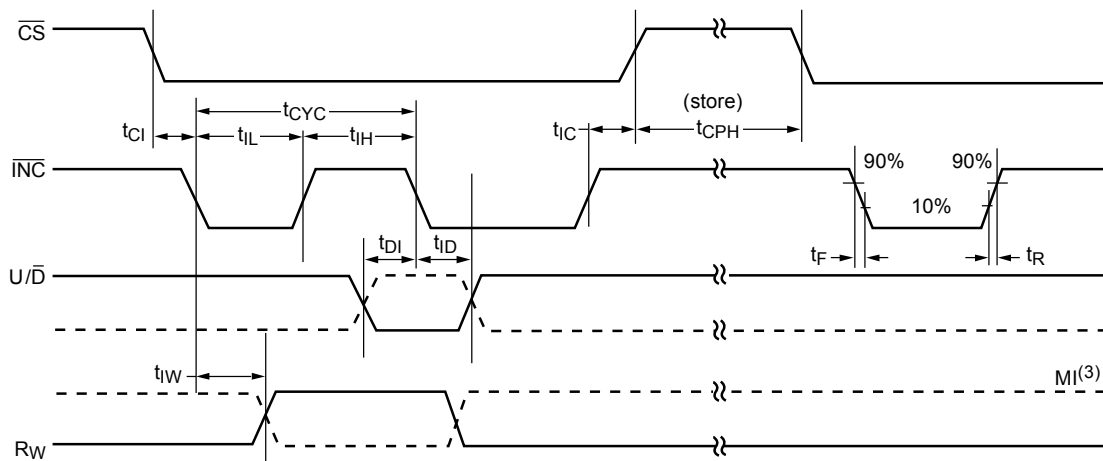 CS
(store)
tCYC
tCI
tIL
tIH
tIC
tCPH
INC
90%
90%
10%
tDI
tID
tF
tR
U/D
tIW
MI(3)
RW